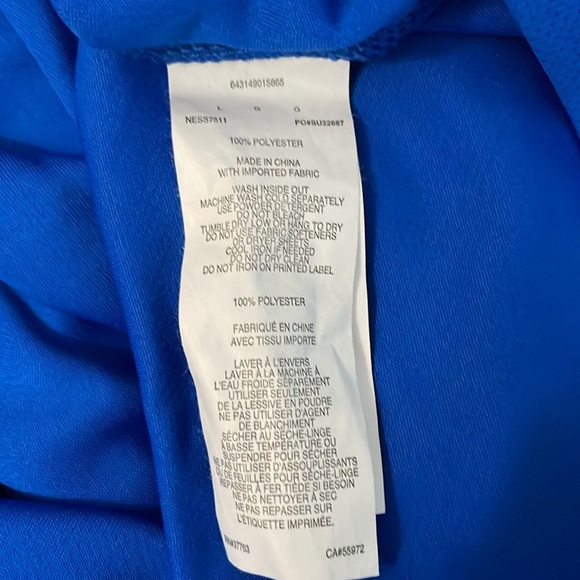 643149015865
L G G
NESS7811 PO#SU22687
100% POLYESTER
MADE IN CHINA
WITH IMPORTED FABRIC
WASH INSIDE OUT
MACHINE WASH COLD SEPARATELY
USE POWDER DETERGENT
DO NOT BLEACH
TUMBLE DRY LOW OR HANG TO DRY
DO NOT USE FABRIC SOFTENERS
OR DRYER SHEETS
COOL IRON IF NEEDED
DO NOT DRY CLEAN
DO NOT IRON ON PRINTED LABEL
100% POLYESTER
FABRIQUÉ EN CHINE
AVEC TISSU IMPORTE
LAVER À L'ENVERS
LAVER À LA MACHINE À
L'EAU FROIDE SÉPARÉMENT
UTILISER SEULEMENT
DE LA LESSIVE EN POUDRE
NE PAS UTILISER D'AGENT
DE BLANCHIMENT
SÉCHER AU SÈCHE-LINGE
À BASSE TEMPÉRATURE OU
SUSPENDRE POUR SÉCHER
NE PAS UTILISER D'ASSOUPLISSANTS
OU DE FEUILLES POUR SÈCHE-LINGE
REPASSER À FER TIÈDE SI BESOIN
NE PAS NETTOYER À SEC
NE PAS REPASSER SUR
L'ÉTIQUETTE IMPRIMÉE.
CA#55972